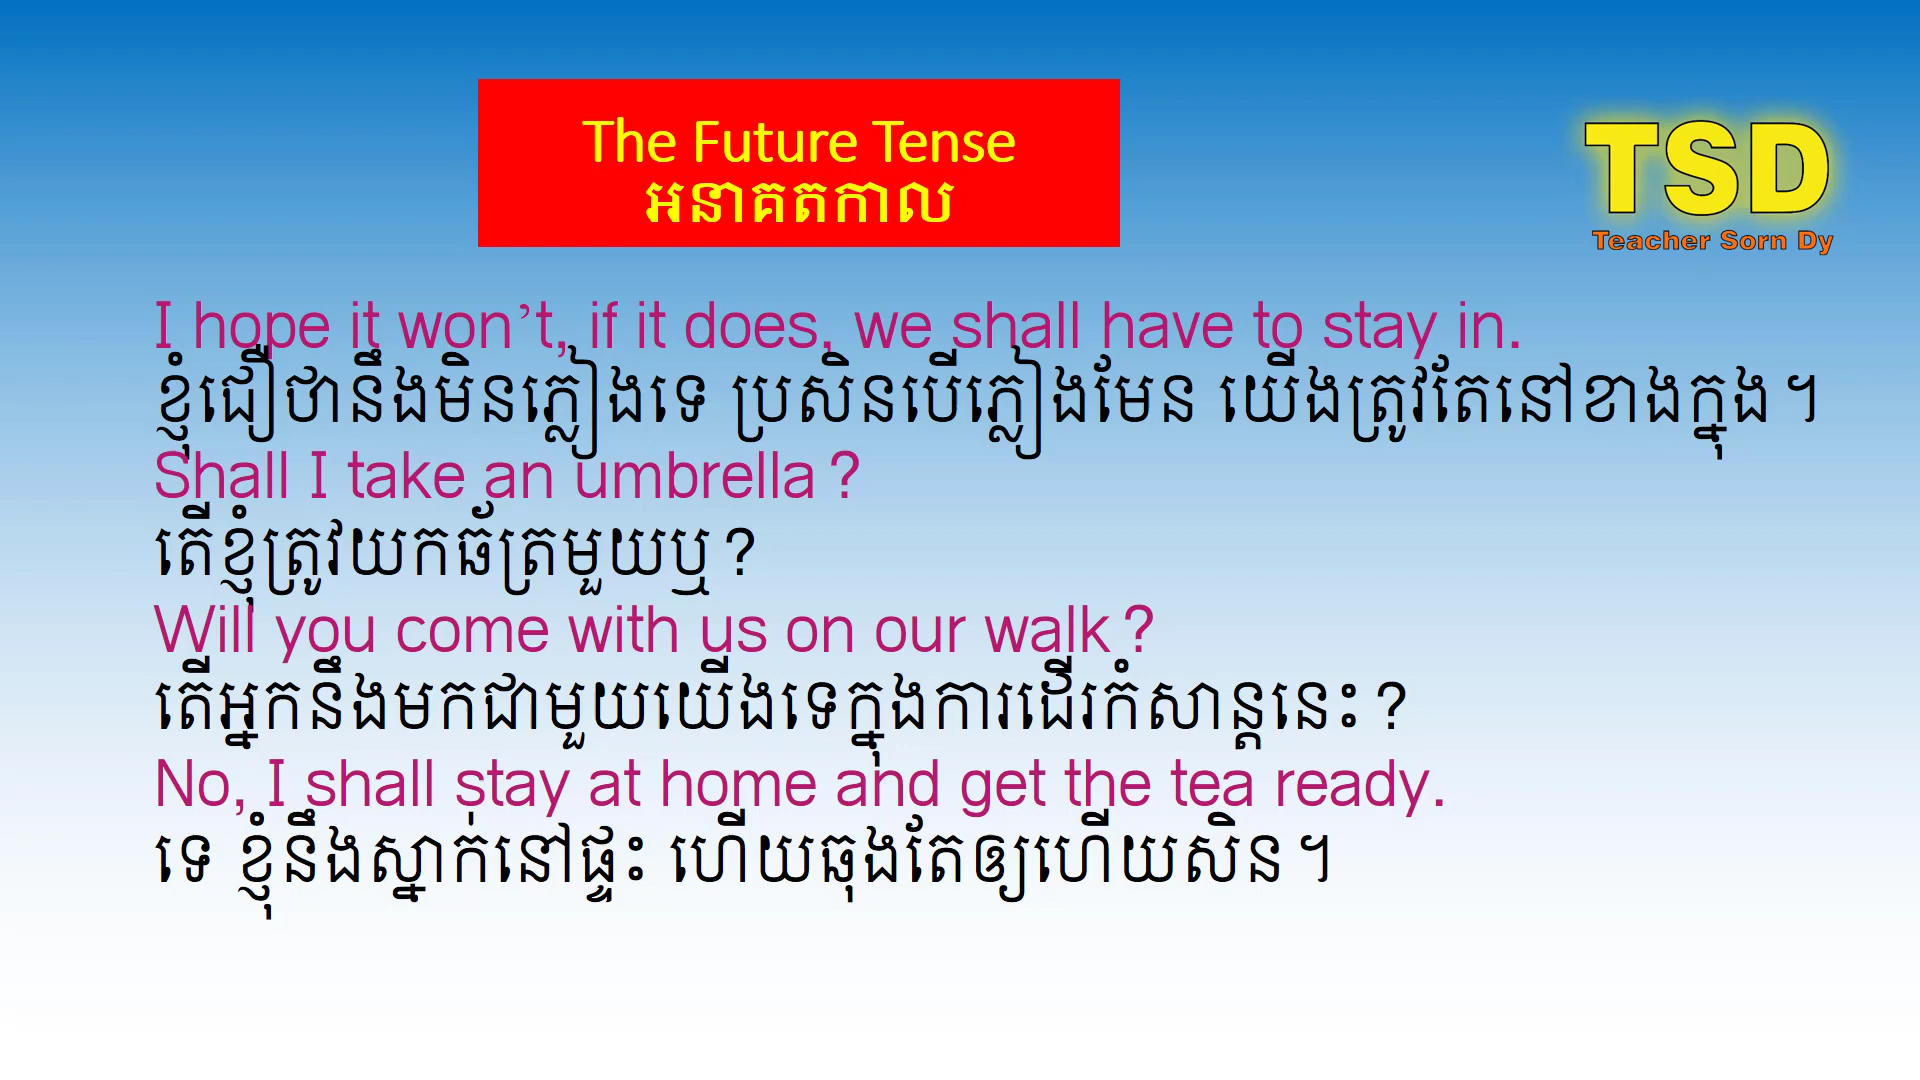 The Future Tense
អនាគតកាល
TSD
Teacher Sorn Dy
I hope it won’t, if it does, we shall have to stay in.
ខ្ញុំជឿថានឹងមិនភ្លៀងទេ ប្រសិនបើភ្លៀងមែន យើងត្រូវតែនៅខាងក្នុង។
Shall I take an umbrella?
តើខ្ញុំត្រូវយកឆ័ត្រមួយឬ?
Will you come with us on our walk?
តើអ្នកនឹងមកជាមួយយើងទេក្នុងការដើរកំសាន្តនេះ?
No, I shall stay at home and get the tea ready.
ទេ ខ្ញុំនឹងស្នាក់នៅផ្ទះ ហើយឆុងតែឲ្យហើយសិន។